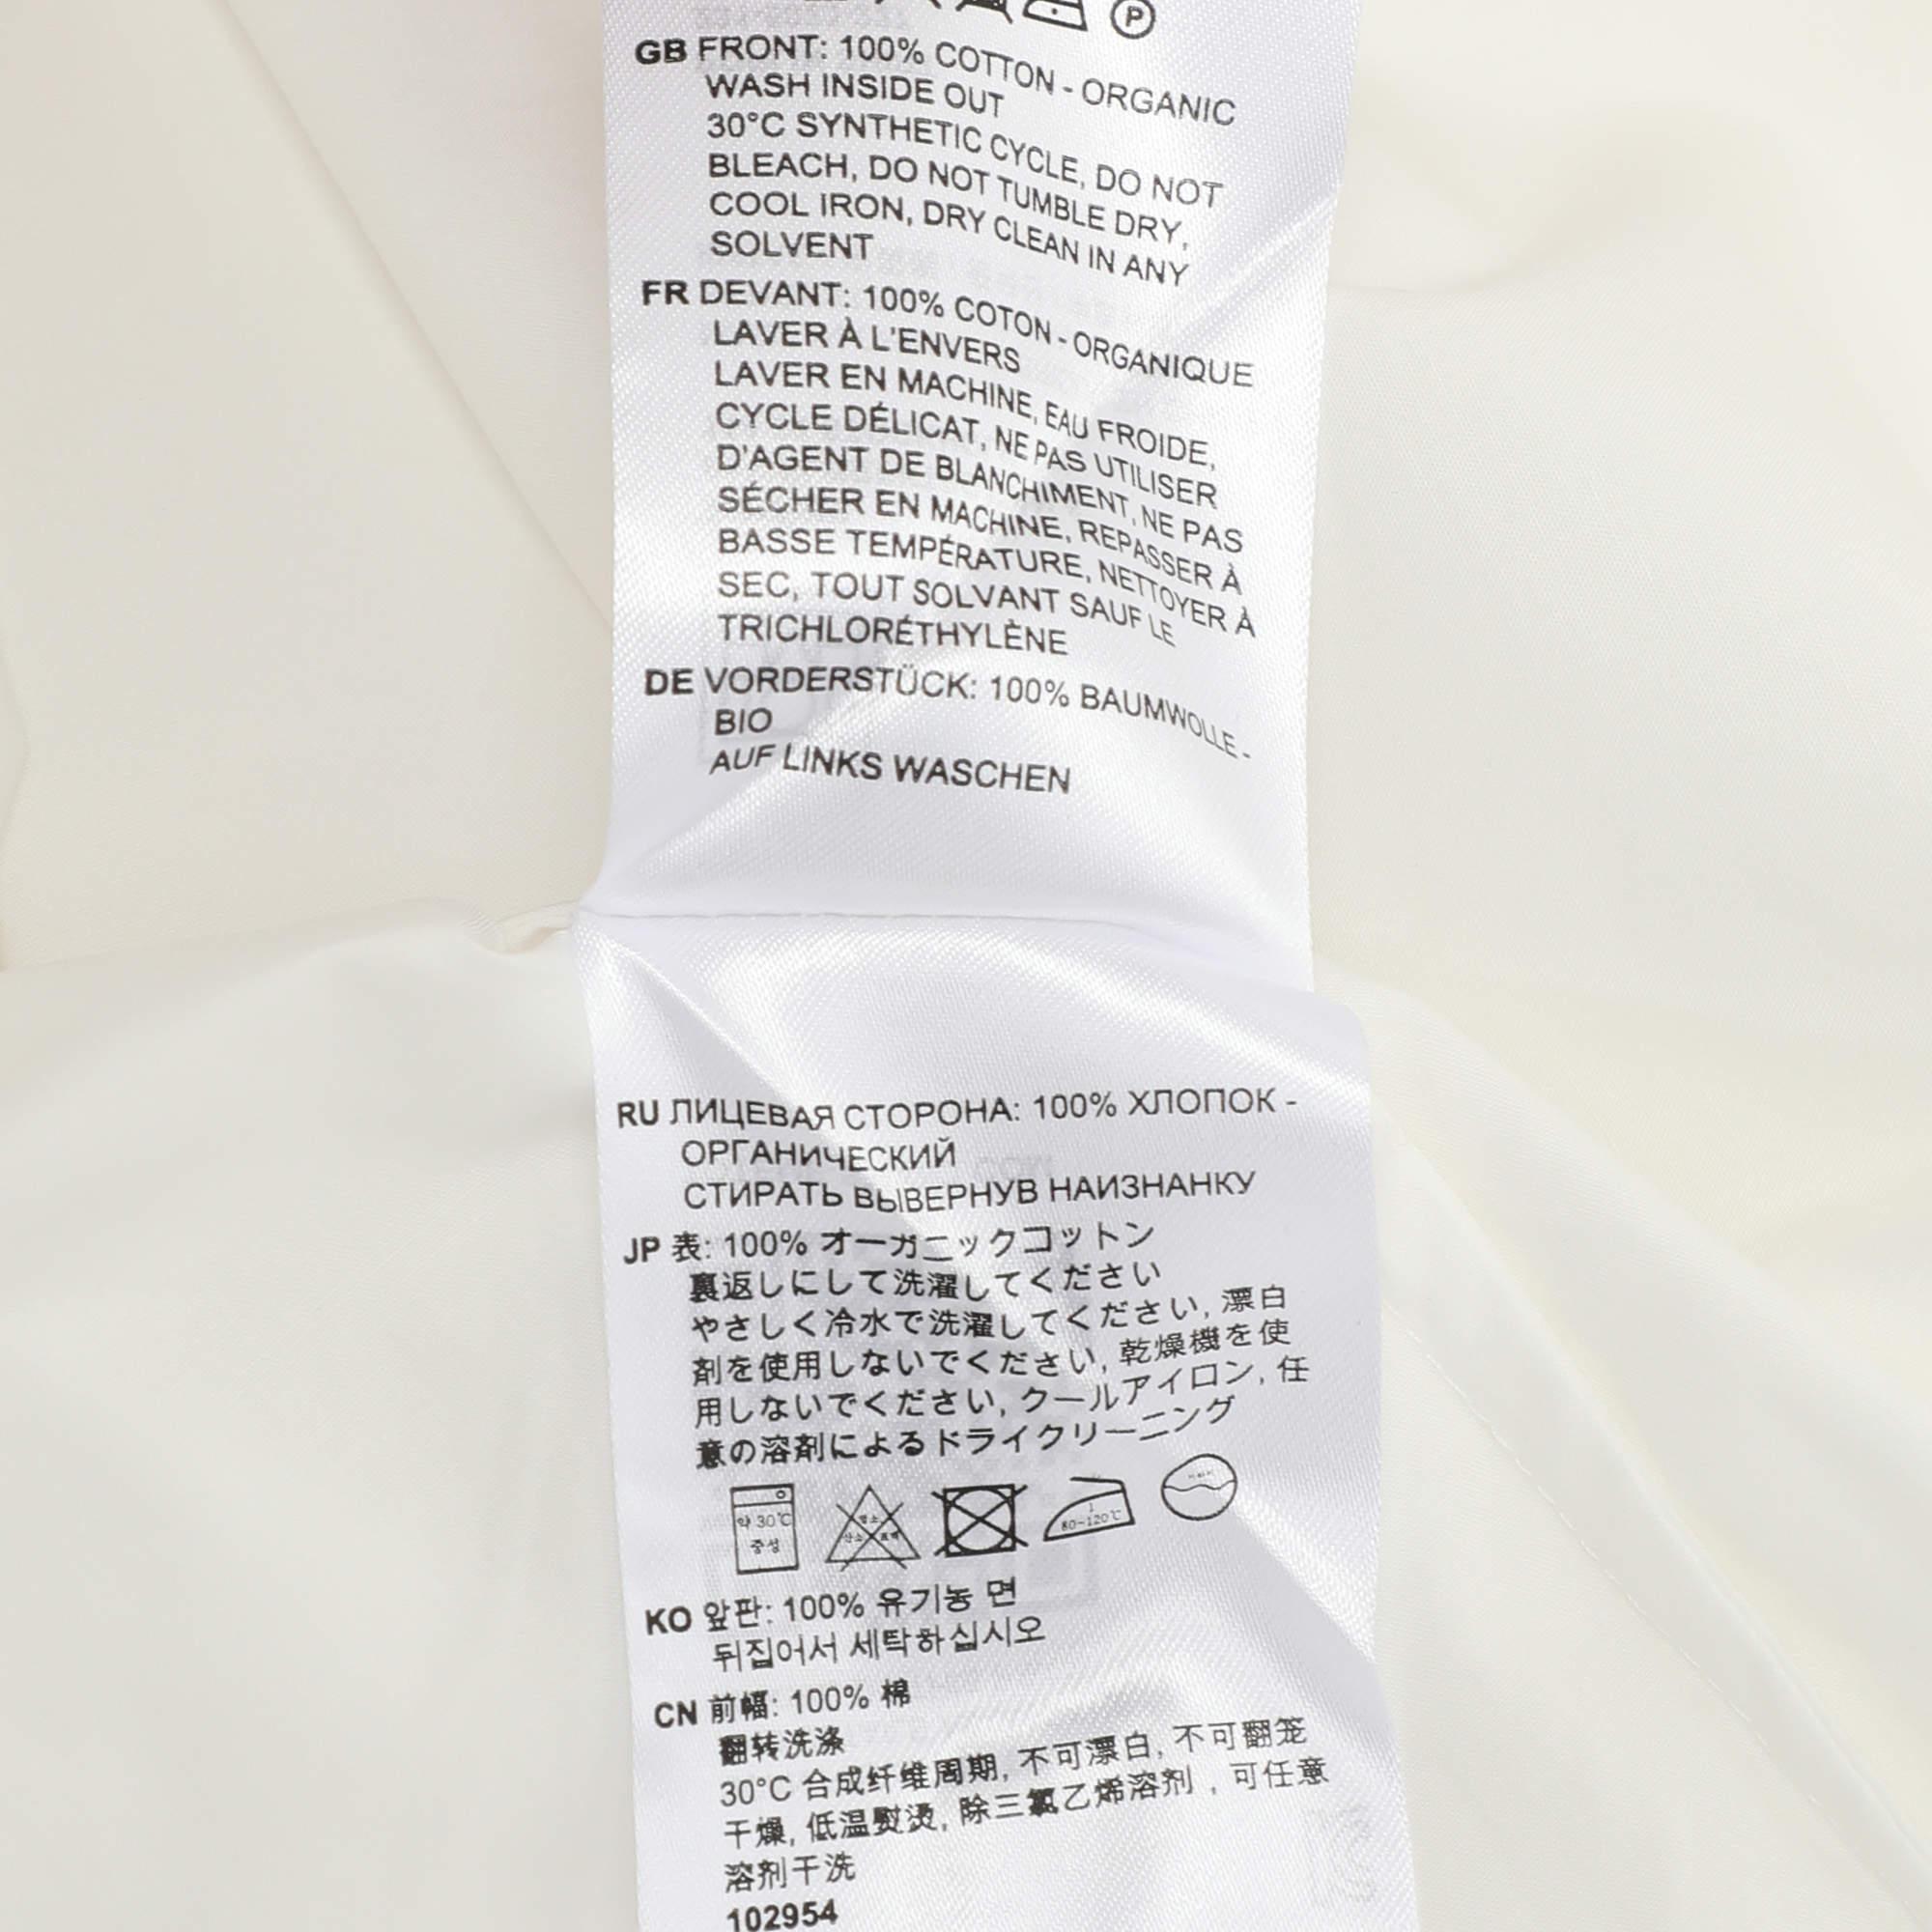 P
GB FRONT: 100% COTTON - ORGANIC
WASH INSIDE OUT
30°C SYNTHETIC CYCLE, DO NOT
BLEACH, DO NOT TUMBLE DRY,
COOL IRON, DRY CLEAN IN ANY
SOLVENT
FR DEVANT: 100% COTON - ORGANIQUE
LAVER À L'ENVERS
LAVER EN MACHINE, EAU FROIDE,
CYCLE DÉLICAT, NE PAS UTILISER
D'AGENT DE BLANCHIMENT, NE PAS
SÉCHER EN MACHINE, REPASSER À
BASSE TEMPÉRATURE, NETTOYER À
SEC, TOUT SOLVANT SAUF LE
TRICHLORÉTHYLÈNE
DE VORDERSTÜCK: 100% BAUMWOLLE -
BIO
AUF LINKS WASCHEN
RU ЛИЦЕВАЯ СТОРОНА: 100% ХЛОПОК -
ОРГАНИЧЕСКИЙ
СТИРАТЬ ВЫВЕРНУВ НАИЗНАНКУ
JP 表: 100% オーガニックコットン
裏返しにして洗濯してください
やさしく冷水で洗濯してください, 漂白
剤を使用しないでください, 乾燥機を使
用しないでください, クールアイロン, 任
意の溶剤によるドライクリーニング
약 30℃
중성
염소
산소 표백
1
80~120℃
KO 앞판: 100% 유기농 면
뒤집어서 세탁하십시오
CN 前幅: 100% 棉
翻转洗涤
30°C 合成纤维周期, 不可漂白, 不可翻笼
干燥, 低温熨烫, 除三氯乙烯溶剂 , 可任意
溶剂干洗
102954